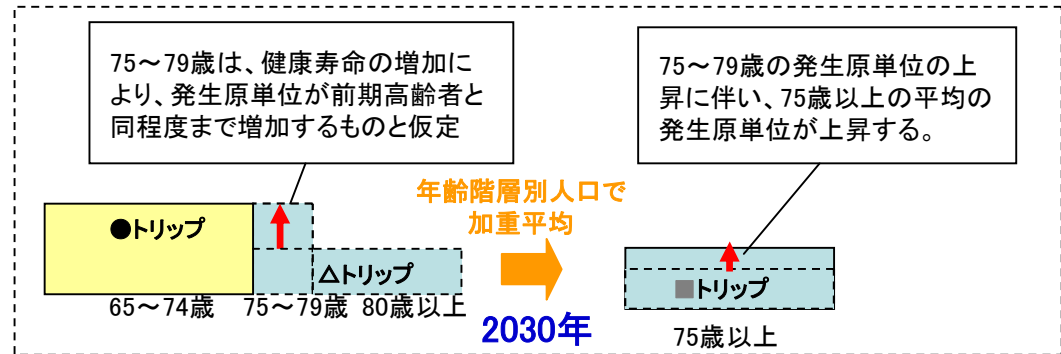 75～79歳は、健康寿命の増加に
より、発生原単位が前期高齢者と
同程度まで増加するものと仮定
75～79歳の発生原単位の上
昇に伴い、75歳以上の平均の
発生原単位が上昇する。
年齢階層別人口で
加重平均
●トリップ
△トリップ
■トリップ
65～74歳
75～79歳
80歳以上
2030年
75歳以上